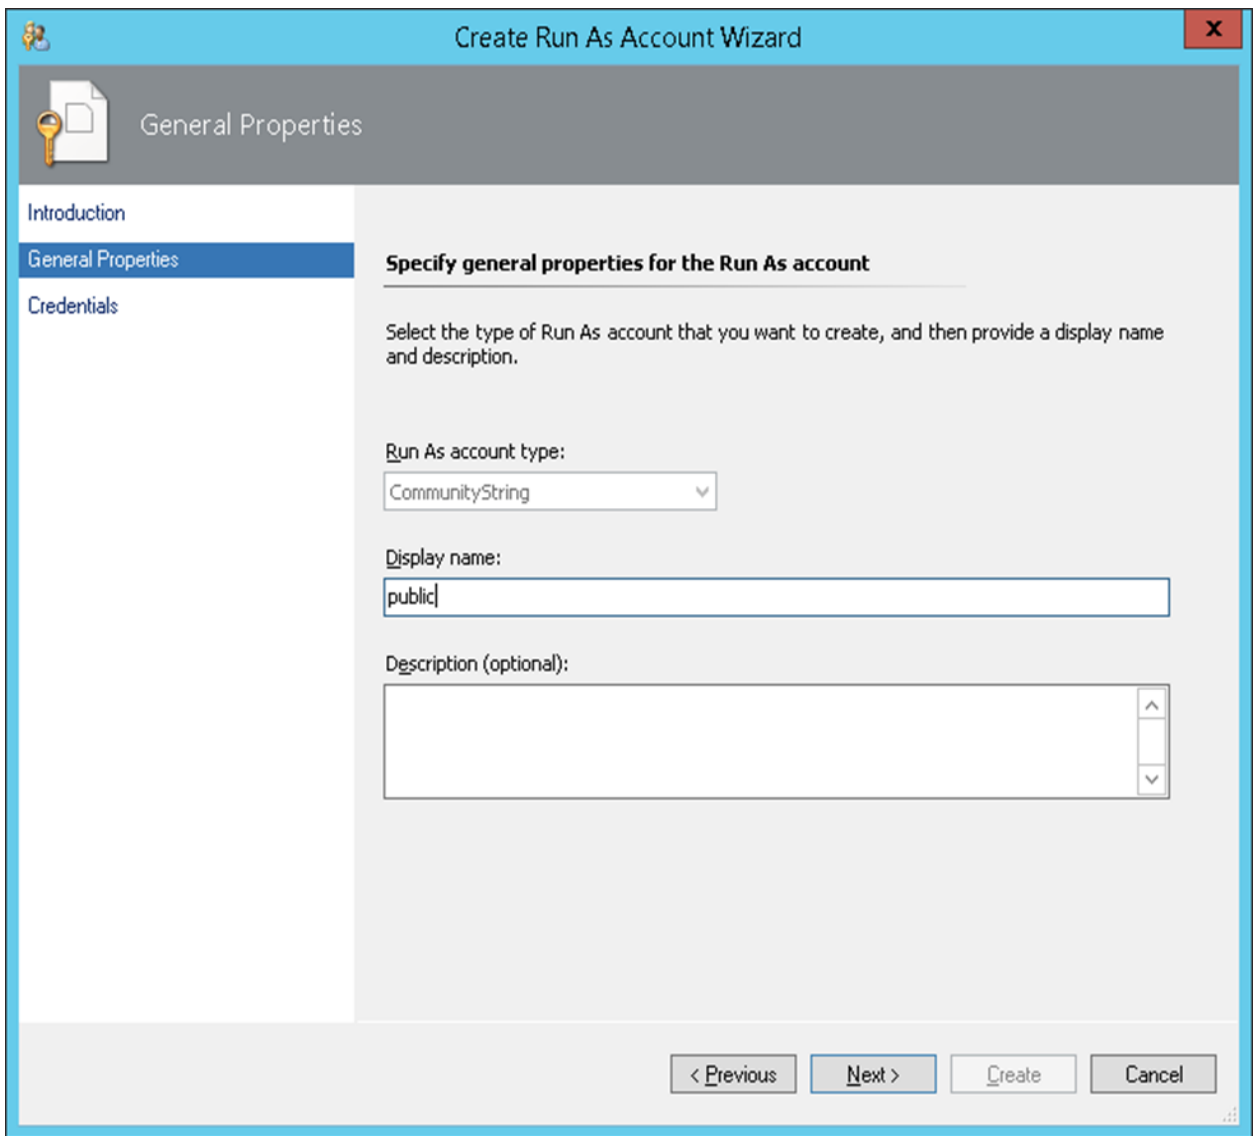 Create Run As Account Wizard
x
General Properties
Introduction
General Properties
Credentials
Specify general properties for the Run As account
Select the type of Run As account that you want to create, and then provide a display name
and description.
Run As account type:
CommunityString
Display name:
public
Description (optional):
< Previous
Next >
Create
Cancel